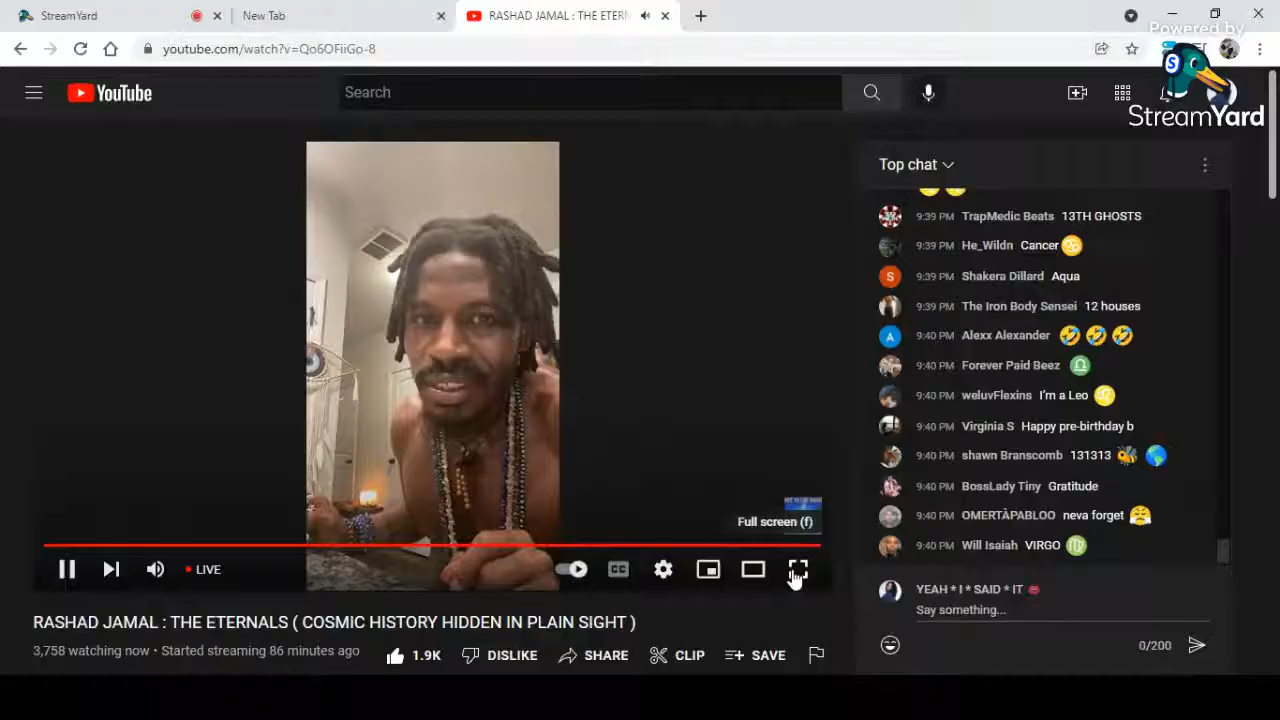 StreamYard
New Tab
RASHAD JAMAL : THE ETERN
Powered by
youtube.com/watch?v=Qo6OFiiGo-8
YouTube
Search
StreamYard
Top chat
9:39 PM TrapMedic Beats 13TH GHOSTS
9:39 PM He_Wildn Cancer ♋
S 9:39 PM Shakera Dillard Aqua
9:39 PM The Iron Body Sensei 12 houses
A 9:40 PM Alexx Alexander 🤣 🤣 🤣
9:40 PM Forever Paid Beez ♎
9:40 PM weluvFlexins I'm a Leo ♌
9:40 PM Virginia S Happy pre-birthday b
9:40 PM shawn Branscomb 131313 🐝 🌎
9:40 PM BossLady Tiny Gratitude
9:40 PM OMERTÀPABLOO neva forget 😤
9:40 PM Will Isaiah VIRGO ♍
Full screen (f)
LIVE
CC
YEAH * I * SAID * IT 👄
Say something...
0/200
RASHAD JAMAL : THE ETERNALS ( COSMIC HISTORY HIDDEN IN PLAIN SIGHT )
3,758 watching now • Started streaming 86 minutes ago
1.9K DISLIKE SHARE CLIP SAVE